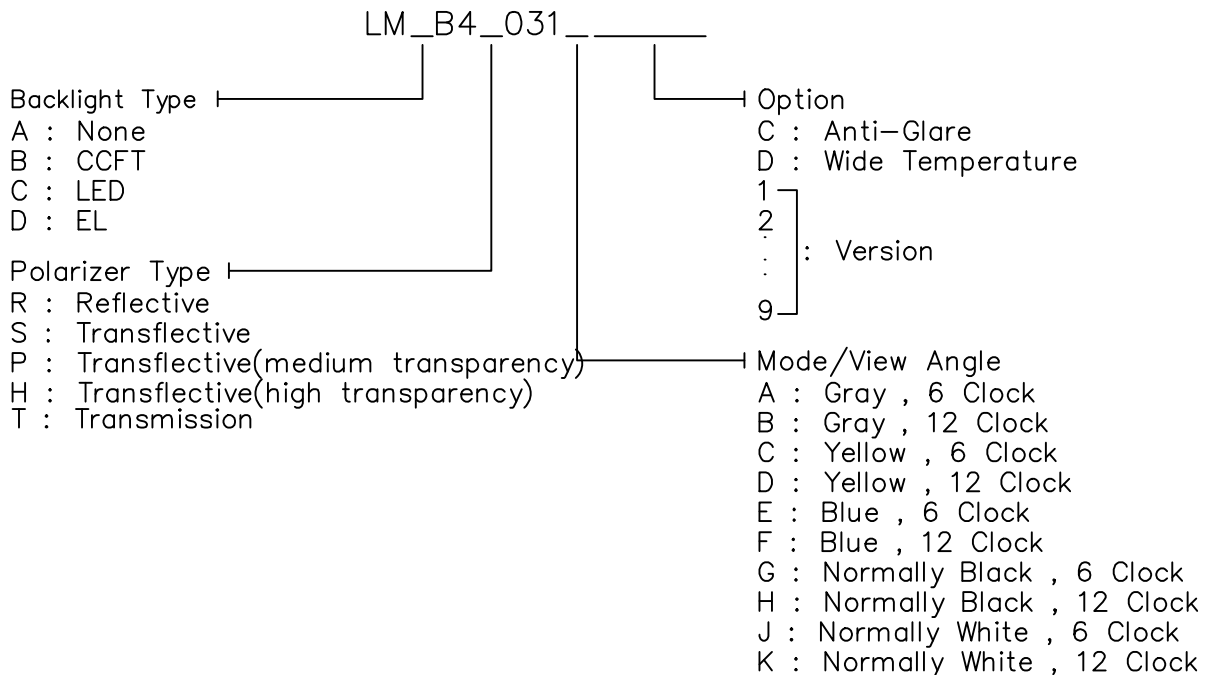 LM_B4_031_ ______
Backlight Type
A : None
B : CCFT
C : LED
D : EL
Polarizer Type
R : Reflective
S : Transflective
P : Transflective(medium transparency)
H : Transflective(high transparency)
T : Transmission
Option
C : Anti-Glare
D : Wide Temperature
1
2
.
.
.
: Version
9
Mode/View Angle
A : Gray , 6 Clock
B : Gray , 12 Clock
C : Yellow , 6 Clock
D : Yellow , 12 Clock
E : Blue , 6 Clock
F : Blue , 12 Clock
G : Normally Black , 6 Clock
H : Normally Black , 12 Clock
J : Normally White , 6 Clock
K : Normally White , 12 Clock